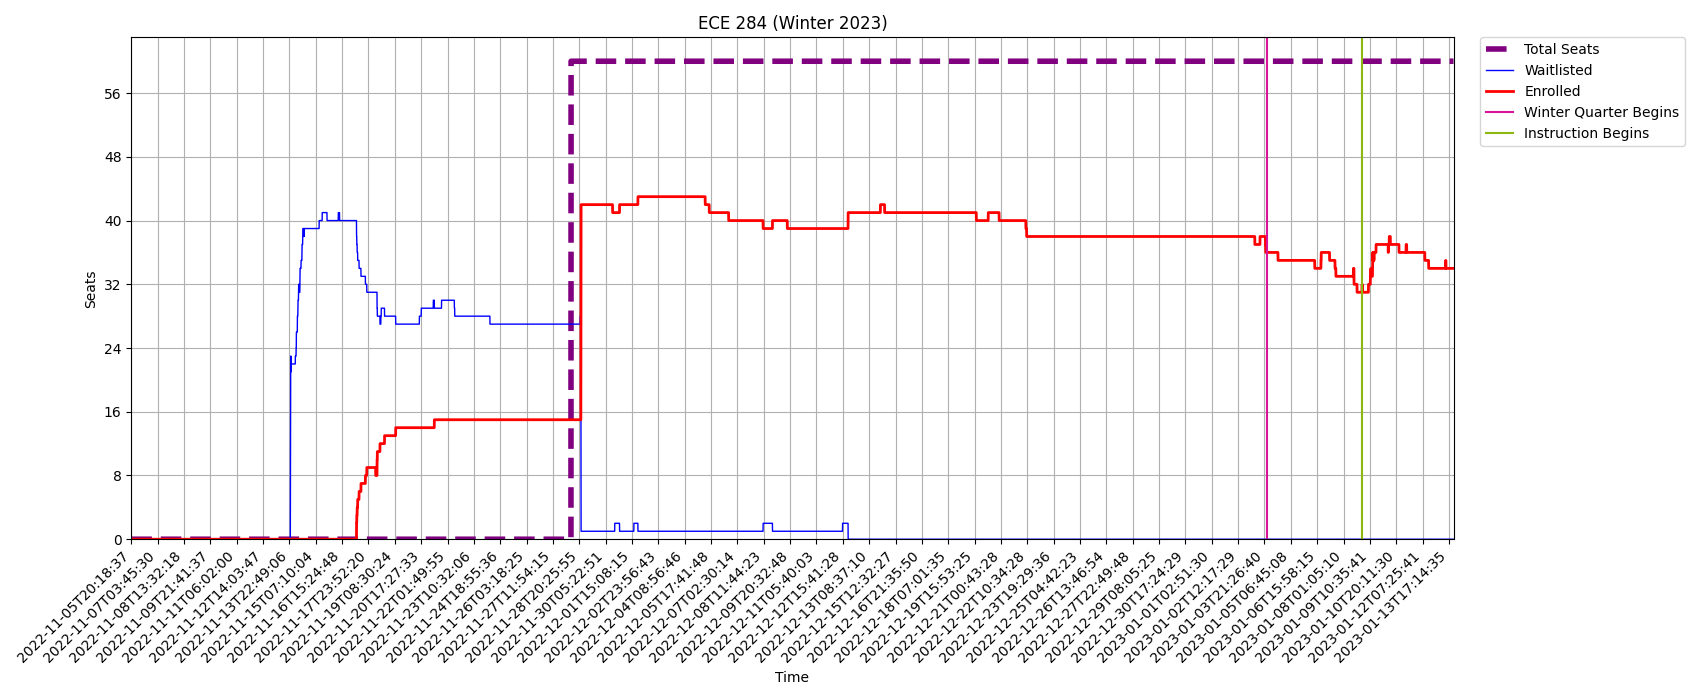 ECE 284 (Winter 2023)
Total Seats
Waitlisted
Enrolled
Winter Quarter Begins
Instruction Begins
Seats
56
48
40
32
24
16
8
0
2022-11-05T20:18:37
2022-11-07T03:45:30
2022-11-08T13:32:18
2022-11-09T21:41:37
2022-11-11T06:02:00
2022-11-12T14:03:47
2022-11-13T22:49:06
2022-11-15T07:10:04
2022-11-16T15:24:48
2022-11-17T23:52:20
2022-11-19T08:30:24
2022-11-20T17:27:33
2022-11-22T01:49:55
2022-11-23T10:32:06
2022-11-24T18:55:36
2022-11-26T03:18:25
2022-11-27T11:54:15
2022-11-28T20:25:55
2022-11-30T05:22:51
2022-12-01T15:08:15
2022-12-02T23:56:43
2022-12-04T08:56:46
2022-12-05T17:41:48
2022-12-07T02:30:14
2022-12-08T11:44:23
2022-12-09T20:32:48
2022-12-11T05:40:03
2022-12-12T15:41:28
2022-12-13T08:37:10
2022-12-15T12:32:27
2022-12-16T21:35:50
2022-12-18T07:01:35
2022-12-19T15:53:25
2022-12-21T00:43:28
2022-12-22T10:34:28
2022-12-23T19:29:36
2022-12-25T04:42:23
2022-12-26T13:46:54
2022-12-27T22:49:48
2022-12-29T08:05:25
2022-12-30T17:24:29
2023-01-01T02:51:30
2023-01-02T12:17:29
2023-01-03T21:26:40
2023-01-05T06:45:08
2023-01-06T15:58:15
2023-01-08T01:05:10
2023-01-09T10:35:41
2023-01-10T20:11:30
2023-01-12T07:25:41
2023-01-13T17:14:35
Time